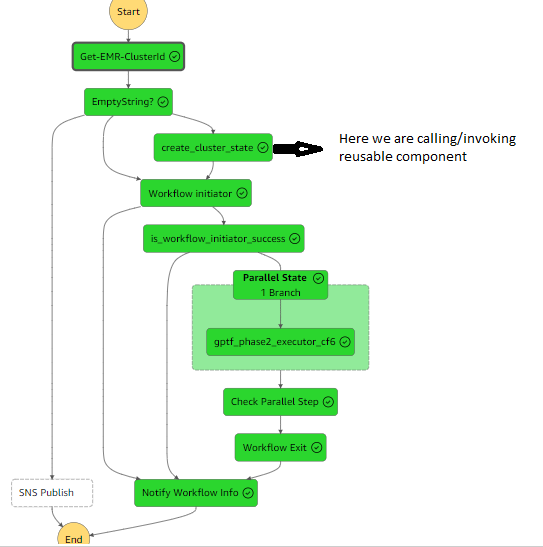 Start
Get-EMR-ClusterId
EmptyString?
create_cluster_state
Here we are calling/invoking
reusable component
Workflow initiator
is_workflow_initiator_success
Parallel State
1 Branch
gptf_phase2_executor_cf6
Check Parallel Step
Workflow Exit
SNS Publish
Notify Workflow Info
End